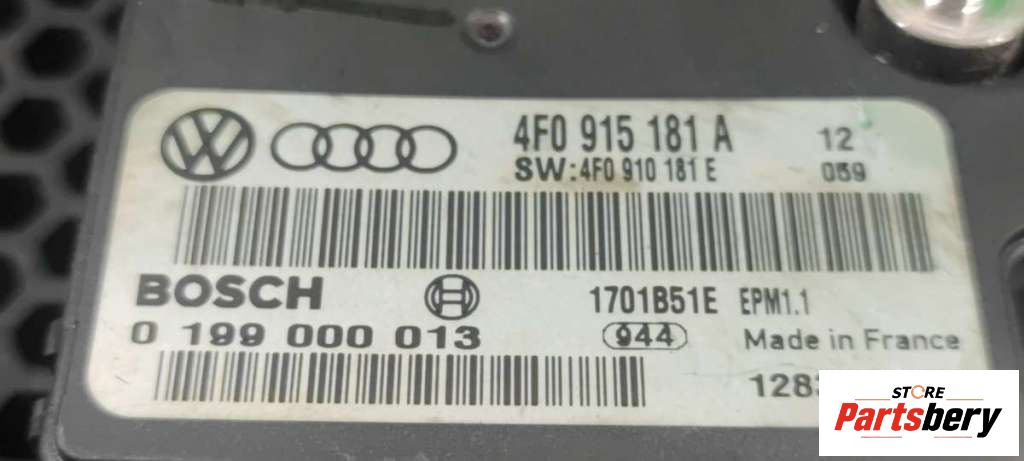 4F0 915 181 A 12
SW:4F0 910 181 E 059
BOSCH 1701B51E EPM1.1
0 199 000 013 944 Made in France
STORE
Partsbery